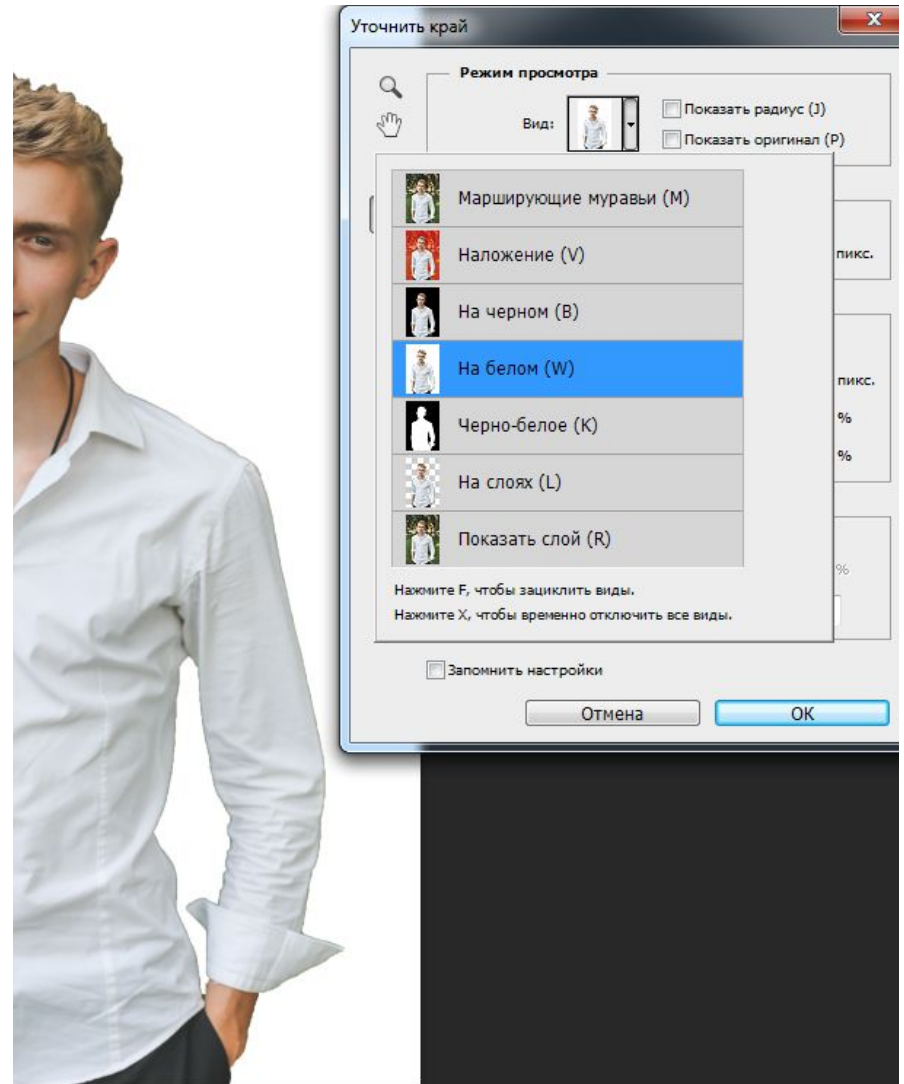 Уточнить край
Режим просмотра
Вид:
Показать радиус (J)
Показать оригинал (P)
Марширующие муравьи (M)
Наложение (V)
пикс.
На черном (B)
На белом (W)
пикс.
Черно-белое (K)
%
%
На слоях (L)
Показать слой (R)
%
Нажмите F, чтобы зациклить виды.
Нажмите X, чтобы временно отключить все виды.
Запомнить настройки
Отмена
ОК